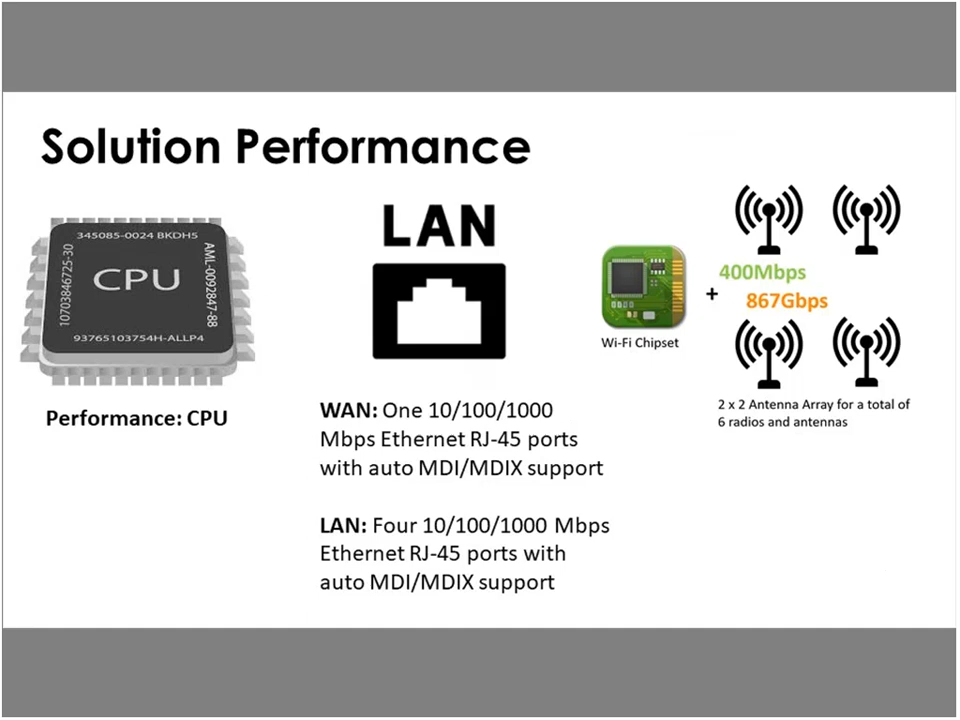 Solution Performance
345085-0024 BKDH5
10703846725-30
CPU
AML-0092847-88
93765103754H-ALLP4
Performance: CPU
LAN
WAN: One 10/100/1000
Mbps Ethernet RJ-45 ports
with auto MDI/MDIX support
LAN: Four 10/100/1000 Mbps
Ethernet RJ-45 ports with
auto MDI/MDIX support
Wi-Fi Chipset
+
400Mbps
867Gbps
2 x 2 Antenna Array for a total of
6 radios and antennas